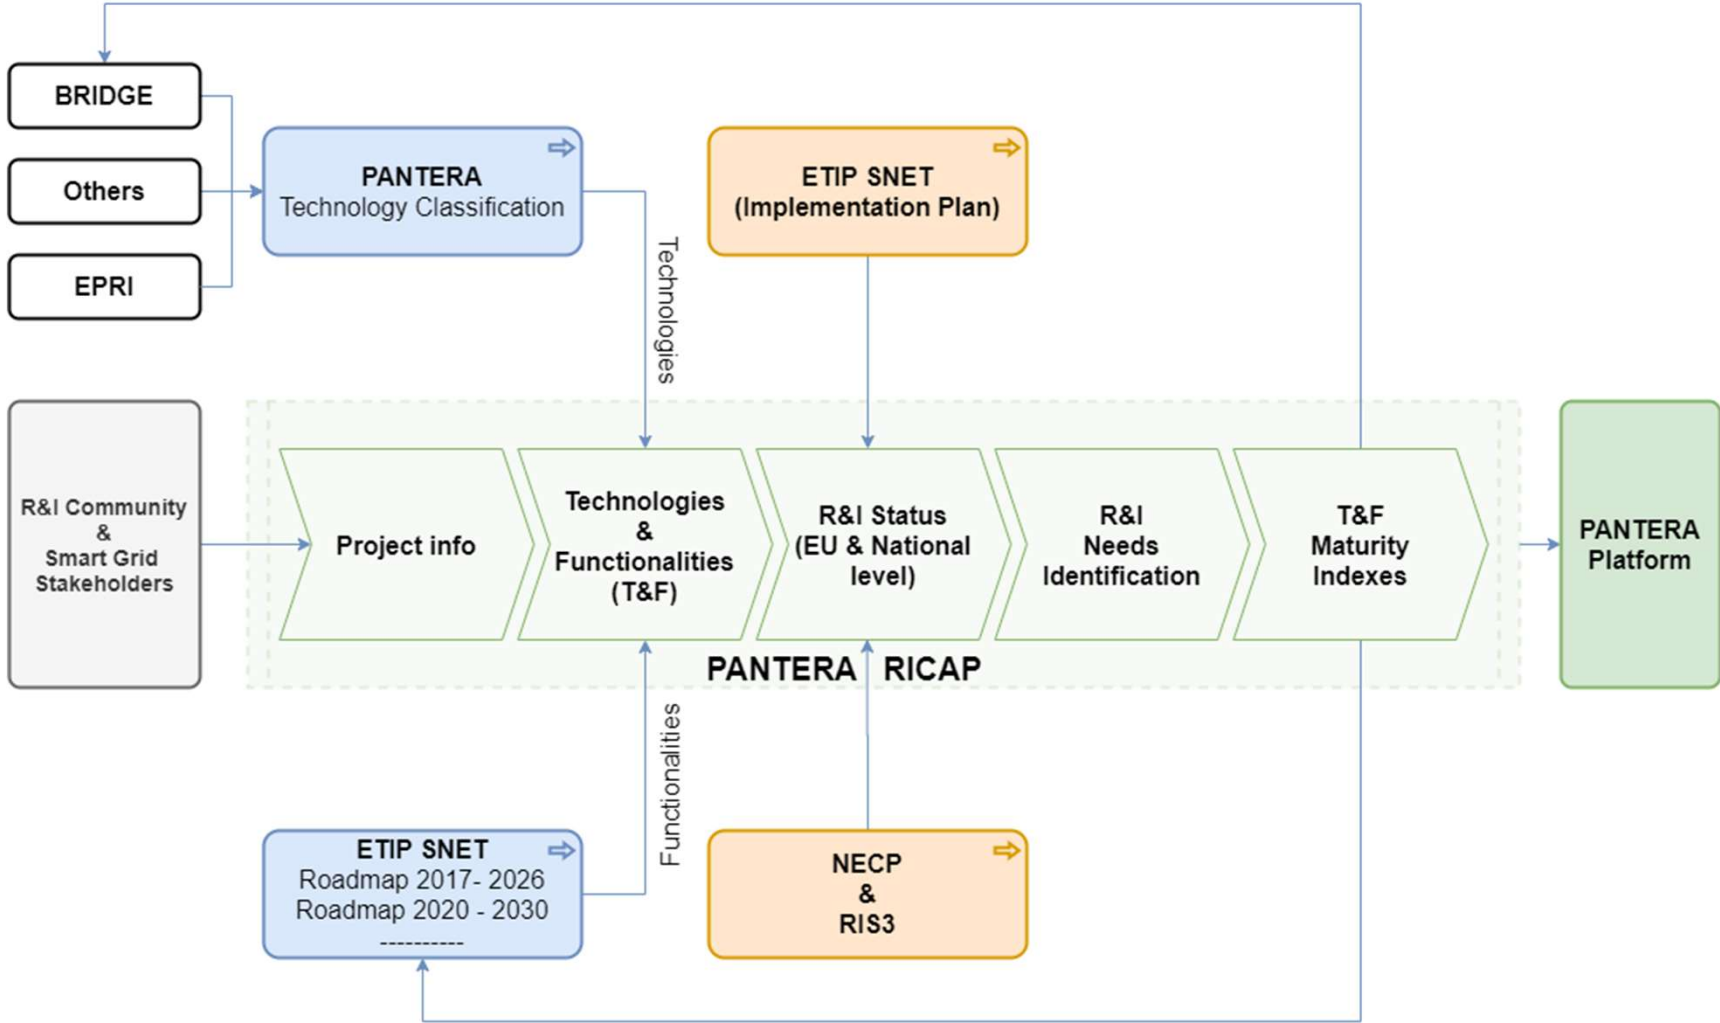 BRIDGE
Others
EPRI
PANTERA
Technology Classification
ETIP SNET
(Implementation Plan)
Technologies
R&I Community
&
Smart Grid
Stakeholders
Project info
Technologies
&
Functionalities
(T&F)
R&I Status
(EU & National
level)
R&I
Needs
Identification
T&F
Maturity
Indexes
PANTERA
Platform
PANTERA RICAP
Functionalities
ETIP SNET
Roadmap 2017- 2026
Roadmap 2020 - 2030
----------
NECP
&
RIS3